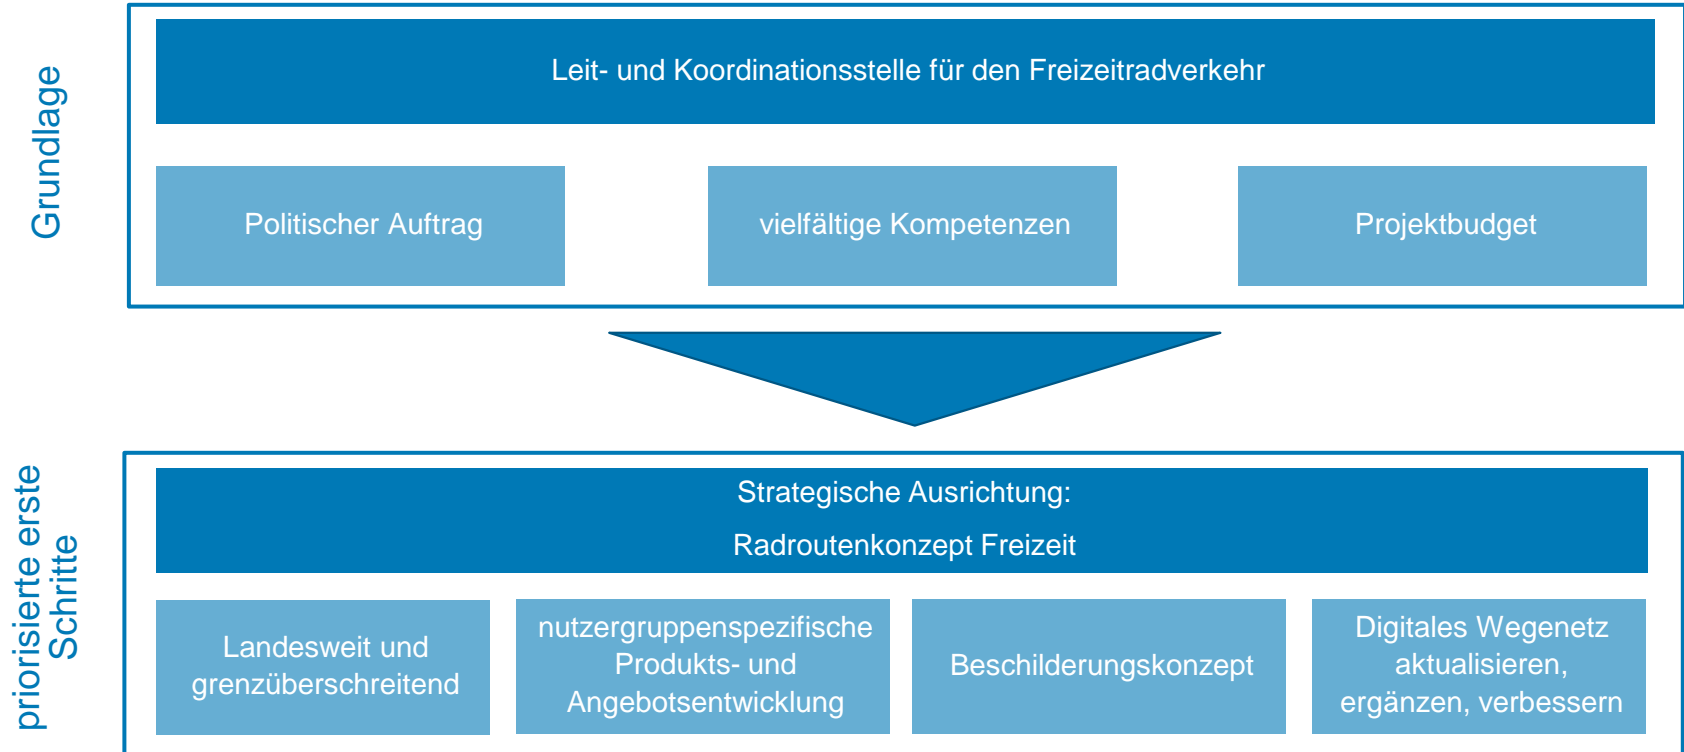 Grundlage
Leit- und Koordinationsstelle für den Freizeitradverkehr
Politischer Auftrag
vielfältige Kompetenzen
Projektbudget
priorisierte erste
Schritte
Strategische Ausrichtung:
Radroutenkonzept Freizeit
Landesweit und
grenzüberschreitend
nutzergruppenspezifische
Produkts- und
Angebotsentwicklung
Beschilderungskonzept
Digitales Wegenetz
aktualisieren,
ergänzen, verbessern